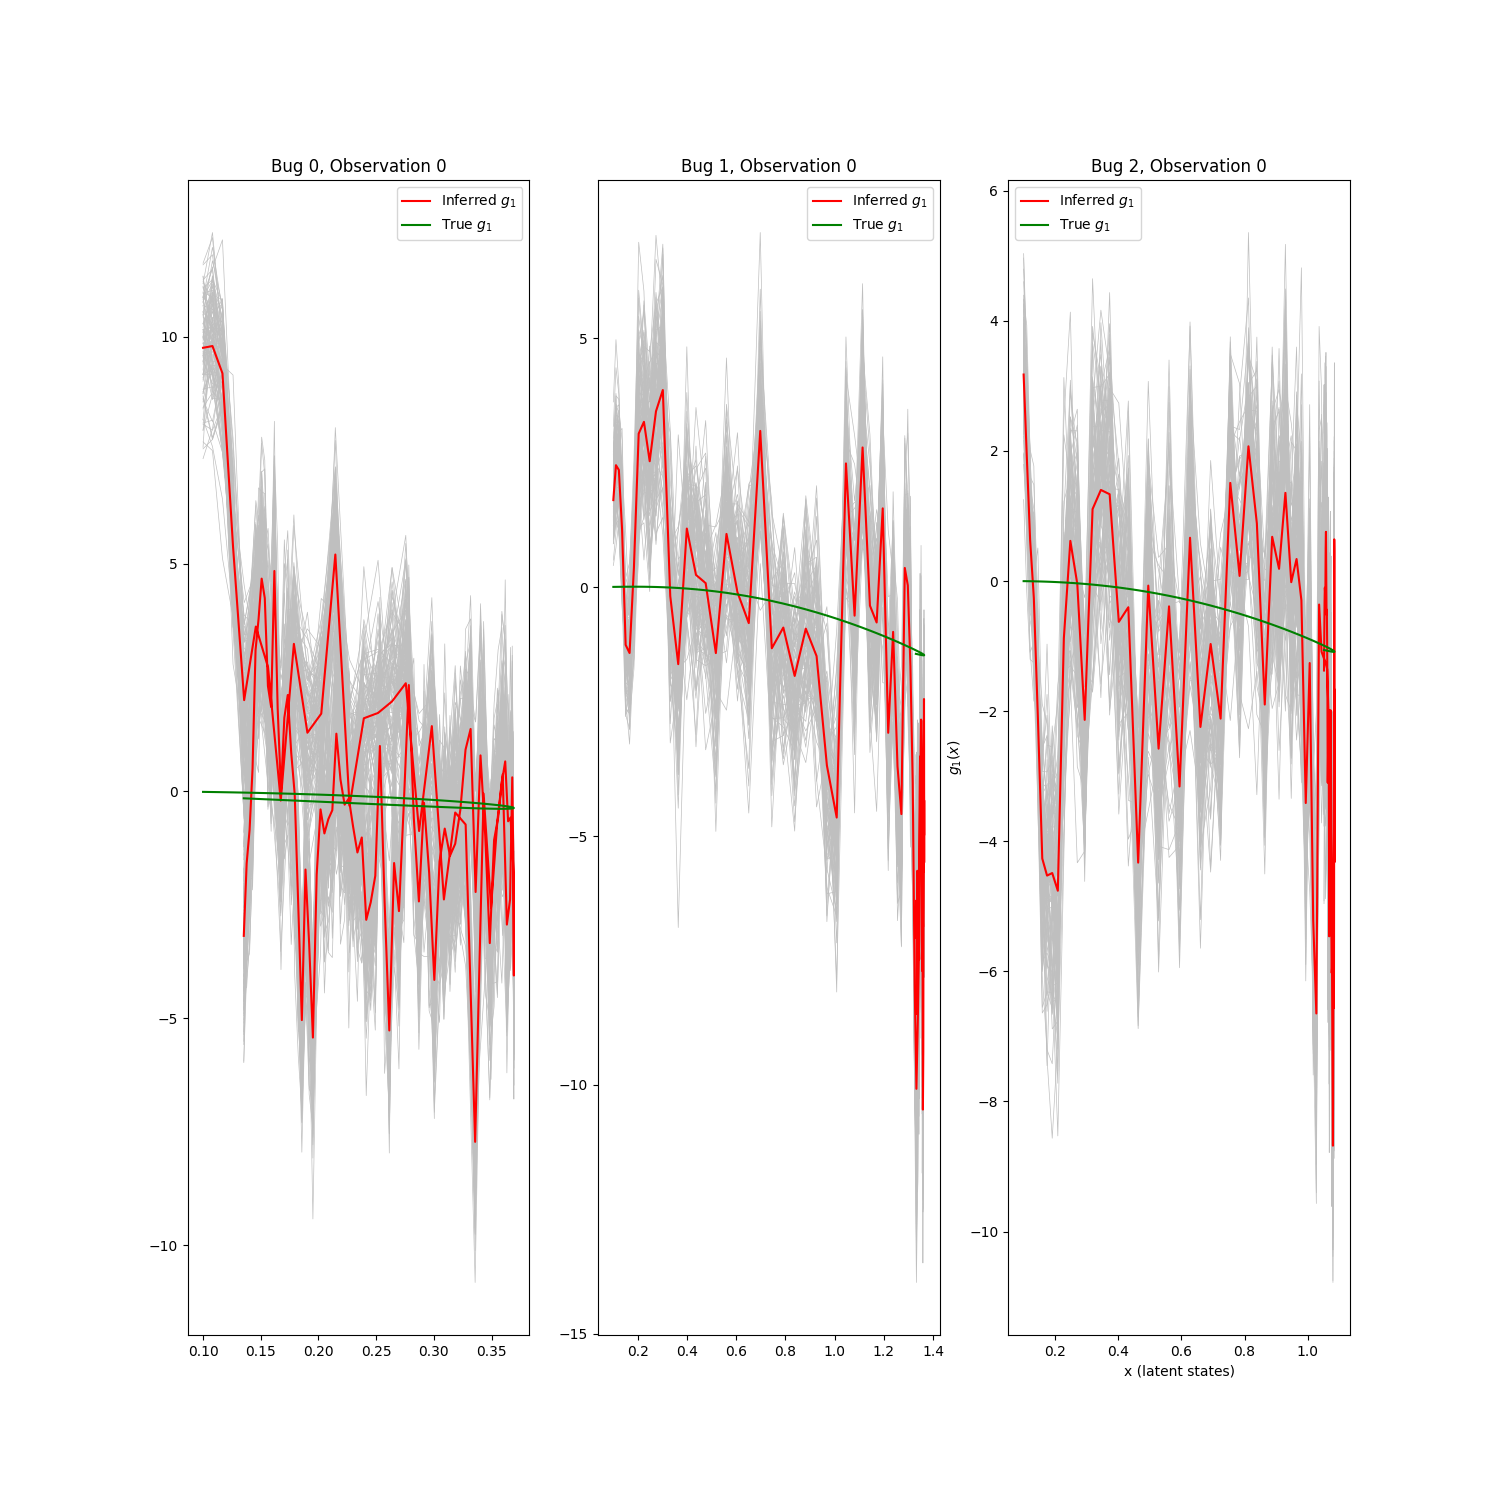 Bug 0, Observation 0
Inferred g₁
True g₁
10
5
0
−5
−10
0.10 0.15 0.20 0.25 0.30 0.35
Bug 1, Observation 0
Inferred g₁
True g₁
5
0
−5
−10
−15
0.2 0.4 0.6 0.8 1.0 1.2 1.4
Bug 2, Observation 0
Inferred g₁
True g₁
g₁(x)
6
4
2
0
−2
−4
−6
−8
−10
0.2 0.4 0.6 0.8 1.0
x (latent states)